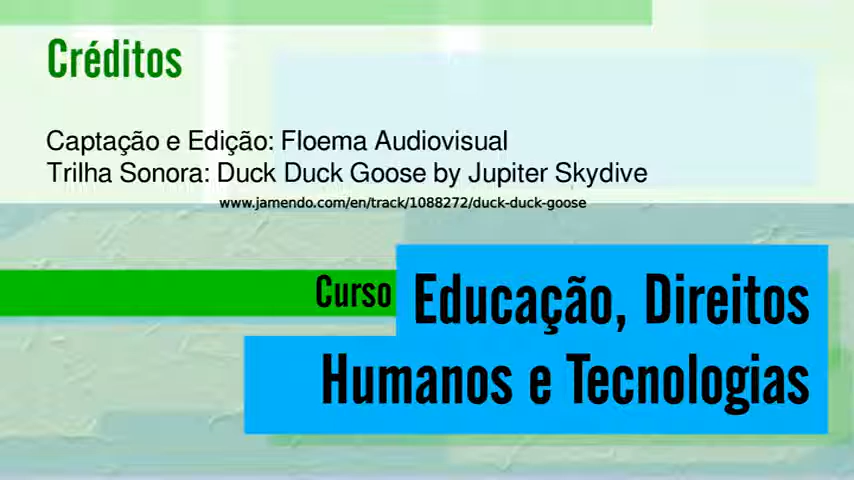 Créditos
Captação e Edição: Floema Audiovisual
Trilha Sonora: Duck Duck Goose by Jupiter Skydive
www.jamendo.com/en/track/1088272/duck-duck-goose
Curso Educação, Direitos
Humanos e Tecnologias